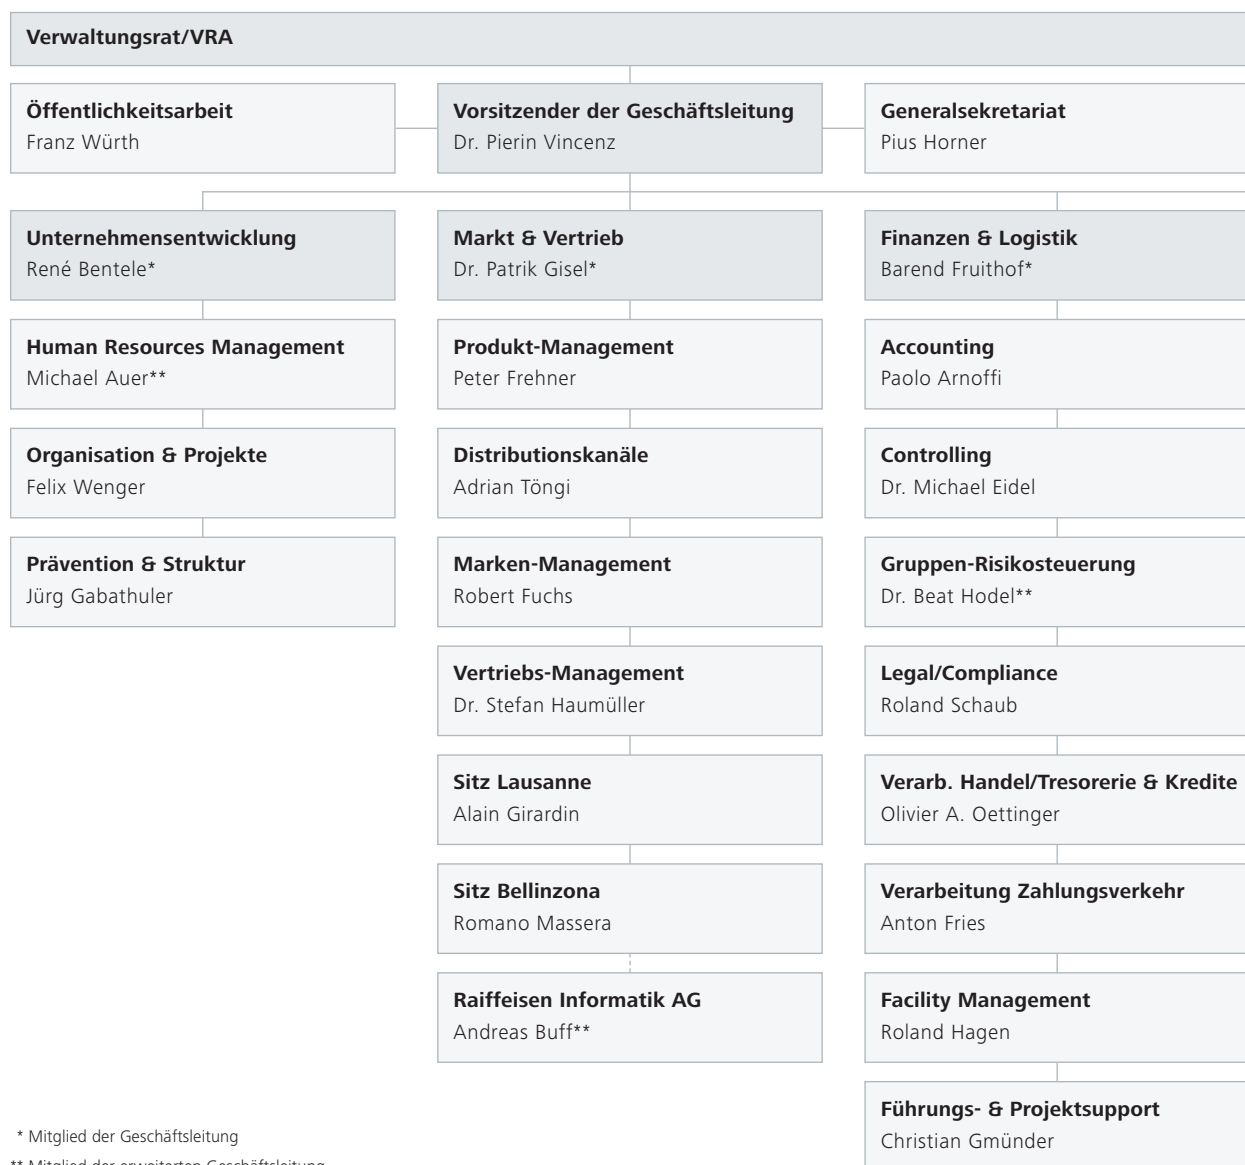 Verwaltungsrat/VRA
Öffentlichkeitsarbeit
Franz Würth
Vorsitzender der Geschäftsleitung
Dr. Pierin Vincenz
Generalsekretariat
Pius Horner
Unternehmensentwicklung
René Bentele*
Markt & Vertrieb
Dr. Patrik Gisel*
Finanzen & Logistik
Barend Fruithof*
Human Resources Management
Michael Auer**
Organisation & Projekte
Felix Wenger
Prävention & Struktur
Jürg Gabathuler
Produkt-Management
Peter Frehner
Distributionskanäle
Adrian Töngi
Marken-Management
Robert Fuchs
Vertriebs-Management
Dr. Stefan Haumüller
Sitz Lausanne
Alain Girardin
Sitz Bellinzona
Romano Massera
Raiffeisen Informatik AG
Andreas Buff**
Accounting
Paolo Arnoffi
Controlling
Dr. Michael Eidel
Gruppen-Risikosteuerung
Dr. Beat Hodel**
Legal/Compliance
Roland Schaub
Verarb. Handel/Tresorerie & Kredite
Olivier A. Oettinger
Verarbeitung Zahlungsverkehr
Anton Fries
Facility Management
Roland Hagen
Führungs- & Projektsupport
Christian Gmünder
* Mitglied der Geschäftsleitung
** Mitglied der erweiterten Geschäftsleitung